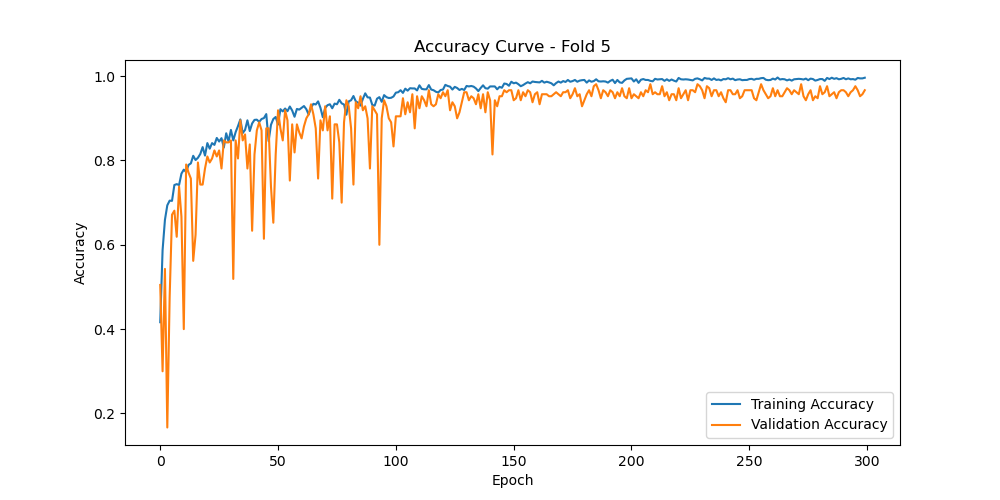 Accuracy Curve - Fold 5
Accuracy
1.0
0.8
0.6
0.4
0.2
0 50 100 150 200 250 300
Epoch
Training Accuracy
Validation Accuracy